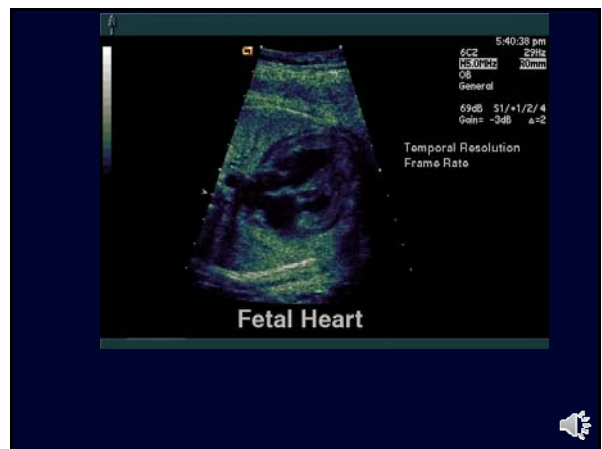 5:40:38 pm
6C2 29Hz
H5.0MHz R0mm
OB
General
69dB S1/+1/2/4
Gain= -3dB Δ=2
Temporal Resolution
Frame Rate
Fetal Heart